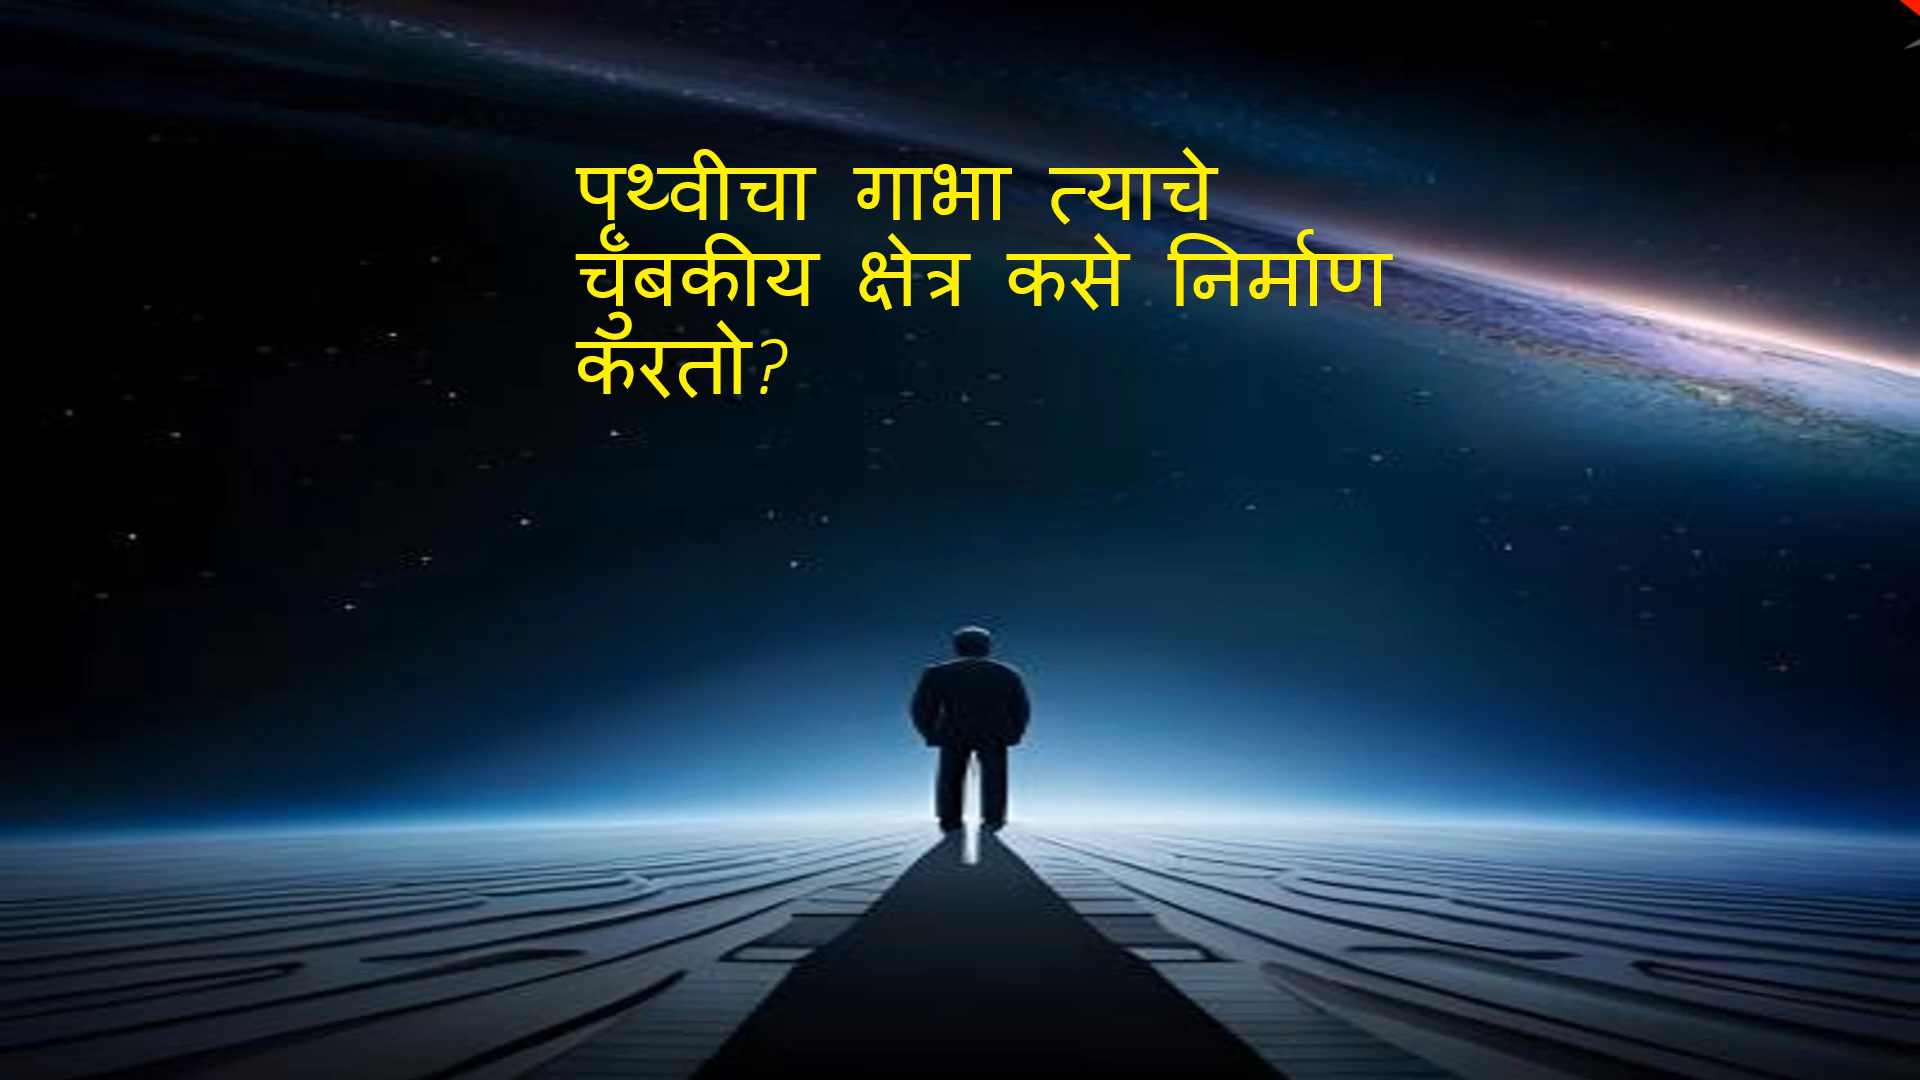 पृथ्वीचा गाभा त्याचे
चुंबकीय क्षेत्र कसे निर्माण
करतो?